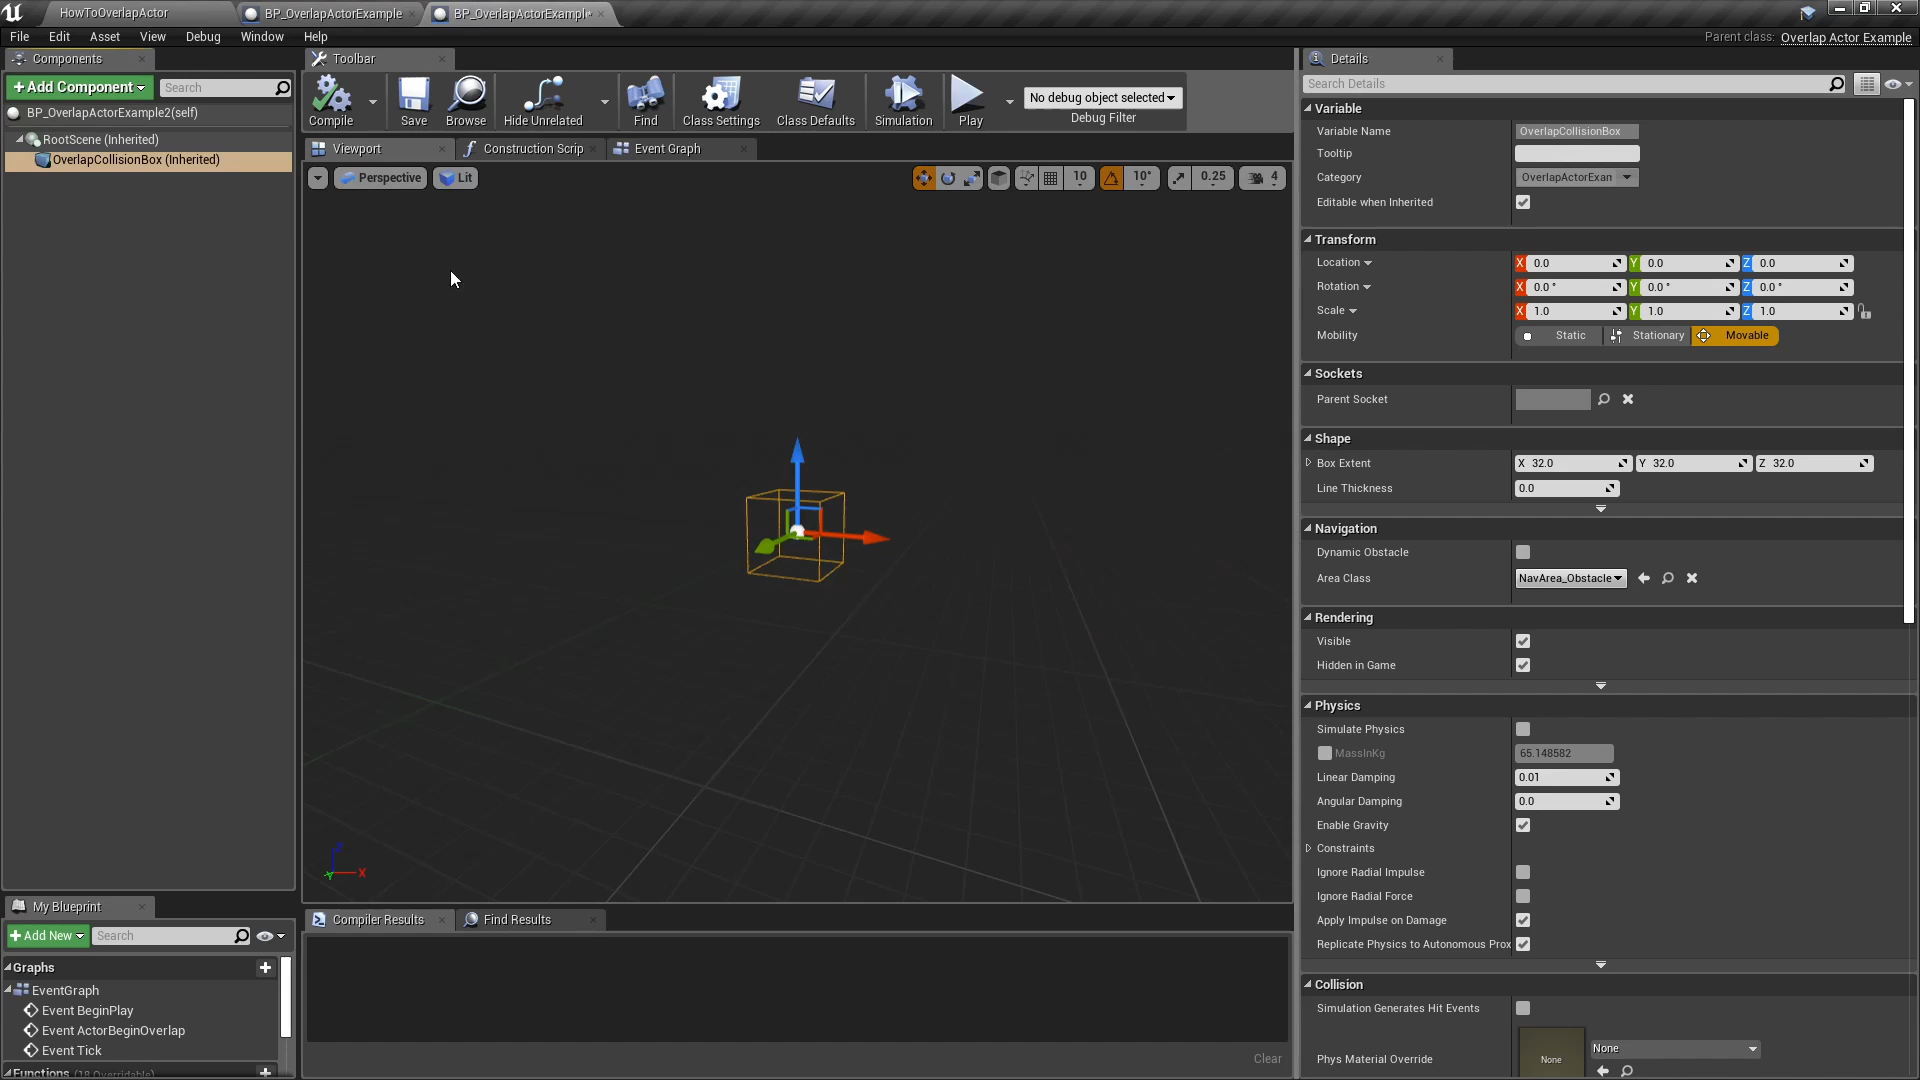 HowToOverlapActor
BP_OverlapActorExample
BP_OverlapActorExampl*
File Edit Asset View Debug Window Help
Parent class: Overlap Actor Example
Components
+Add Component
Search
BP_OverlapActorExample2(self)
RootScene (Inherited)
OverlapCollisionBox (Inherited)
Toolbar
Compile
Save
Browse
Hide Unrelated
Find
Class Settings
Class Defaults
Simulation
Play
No debug object selected
Debug Filter
Viewport
Construction Scrip
Event Graph
Perspective
Lit
10
10°
0.25
4
Z
X
Y
My Blueprint
+Add New
Search
Graphs
EventGraph
Event BeginPlay
Event ActorBeginOverlap
Event Tick
Functions (18 Overridable)
Compiler Results
Find Results
Clear
Details
Search Details
Variable
Variable Name OverlapCollisionBox
Tooltip
Category OverlapActorExam
Editable when Inherited
Transform
Location X 0.0 Y 0.0 Z 0.0
Rotation X 0.0 ° Y 0.0 ° Z 0.0 °
Scale X 1.0 Y 1.0 Z 1.0
Mobility Static Stationary Movable
Sockets
Parent Socket
Shape
Box Extent X 32.0 Y 32.0 Z 32.0
Line Thickness 0.0
Navigation
Dynamic Obstacle
Area Class NavArea_Obstacle
Rendering
Visible
Hidden in Game
Physics
Simulate Physics
MassInKg 65.148582
Linear Damping 0.01
Angular Damping 0.0
Enable Gravity
Constraints
Ignore Radial Impulse
Ignore Radial Force
Apply Impulse on Damage
Replicate Physics to Autonomous Prox
Collision
Simulation Generates Hit Events
Phys Material Override None None